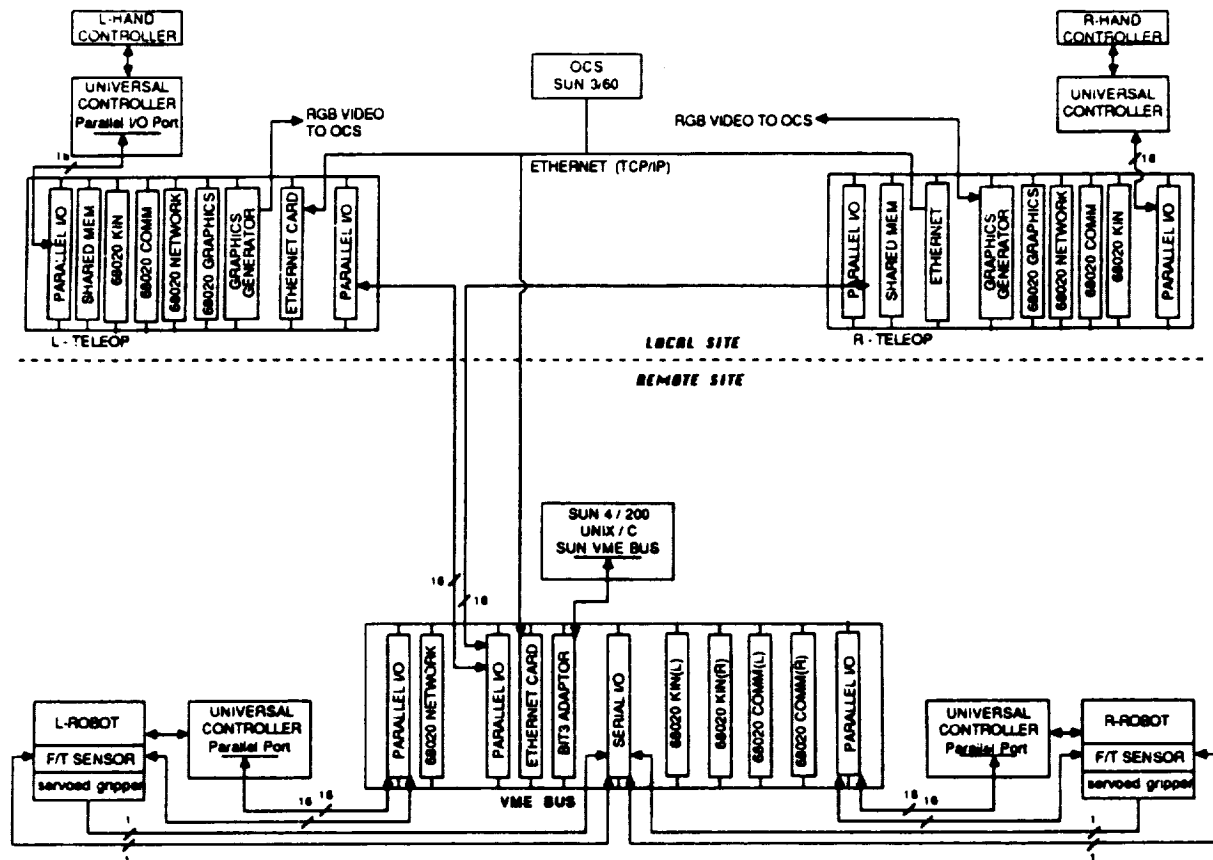 L-HAND
CONTROLLER
R-HAND
CONTROLLER
OCS
SUN 3/60
UNIVERSAL
CONTROLLER
Parallel I/O Port
UNIVERSAL
CONTROLLER
RGB VIDEO
TO OCS
RGB VIDEO TO OCS
16
16
ETHERNET (TCP/IP)
PARALLEL I/O
SHARED MEM
68020 KIN
68020 COMM
68020 NETWORK
68020 GRAPHICS
GRAPHICS
GENERATOR
ETHERNET CARD
PARALLEL I/O
PARALLEL I/O
SHARED MEM
ETHERNET
GRAPHICS
GENERATOR
68020 GRAPHICS
68020 NETWORK
68020 COMM
68020 KIN
PARALLEL I/O
L - TELEOP
R - TELEOP
LOCAL SITE
REMOTE SITE
SUN 4 / 200
UNIX / C
SUN VME BUS
16
16
PARALLEL I/O
68020 NETWORK
PARALLEL I/O
ETHERNET CARD
BIT3 ADAPTOR
SERIAL I/O
68020 KIN(L)
68020 KIN(R)
68020 COMM(L)
68020 COMM(R)
PARALLEL I/O
VME BUS
L-ROBOT
F/T SENSOR
servoed gripper
UNIVERSAL
CONTROLLER
Parallel Port
UNIVERSAL
CONTROLLER
Parallel Port
R-ROBOT
F/T SENSOR
servoed gripper
16
16
16
16
1
1